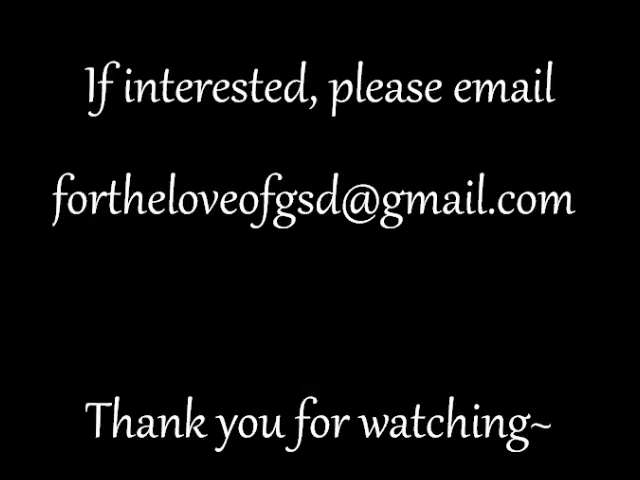 If interested, please email
fortheloveofgsd@gmail.com
Thank you for watching~